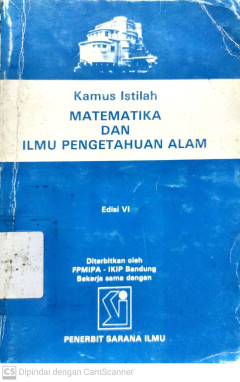 Kamus Istilah
MATEMATIKA
DAN
ILMU PENGETAHUAN ALAM
Edisi VI
Diterbitkan oleh
FPMIPA - IKIP Bandung
Bekerja sama dengan
PENERBIT SARANA ILMU
CS Dipindai dengan CamScanner